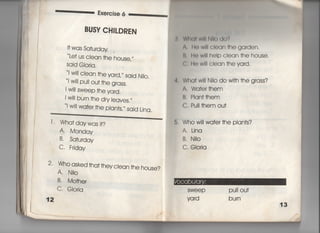 Exercise 6
BUSY CHILDREN
It was Saturday.
"Let us clean the house,"
said Gloria.
"I will clean the yard," said Nilo.
"I will pull out the grass.
I will sweep the yard.
I will burn the dry leaves."
"I will water the plants," said Lina.
1. What day was it?
A. Monday
B. Saturday
C. Friday
2. Who asked that they clean the house?
A. Nilo
B. Mother
C. Gloria
12
3. What will Nilo do?
A. He will clean the garden.
B. He will help clean the house.
C. He will clean the yard.
4. What will Nilo do with the grass?
A. Water them
B. Plant them
C. Pull them out
5. Who will water the plants?
A. Lina
B. Nilo
C. Gloria
Vocabulary:
sweep pull out
yard burn
13